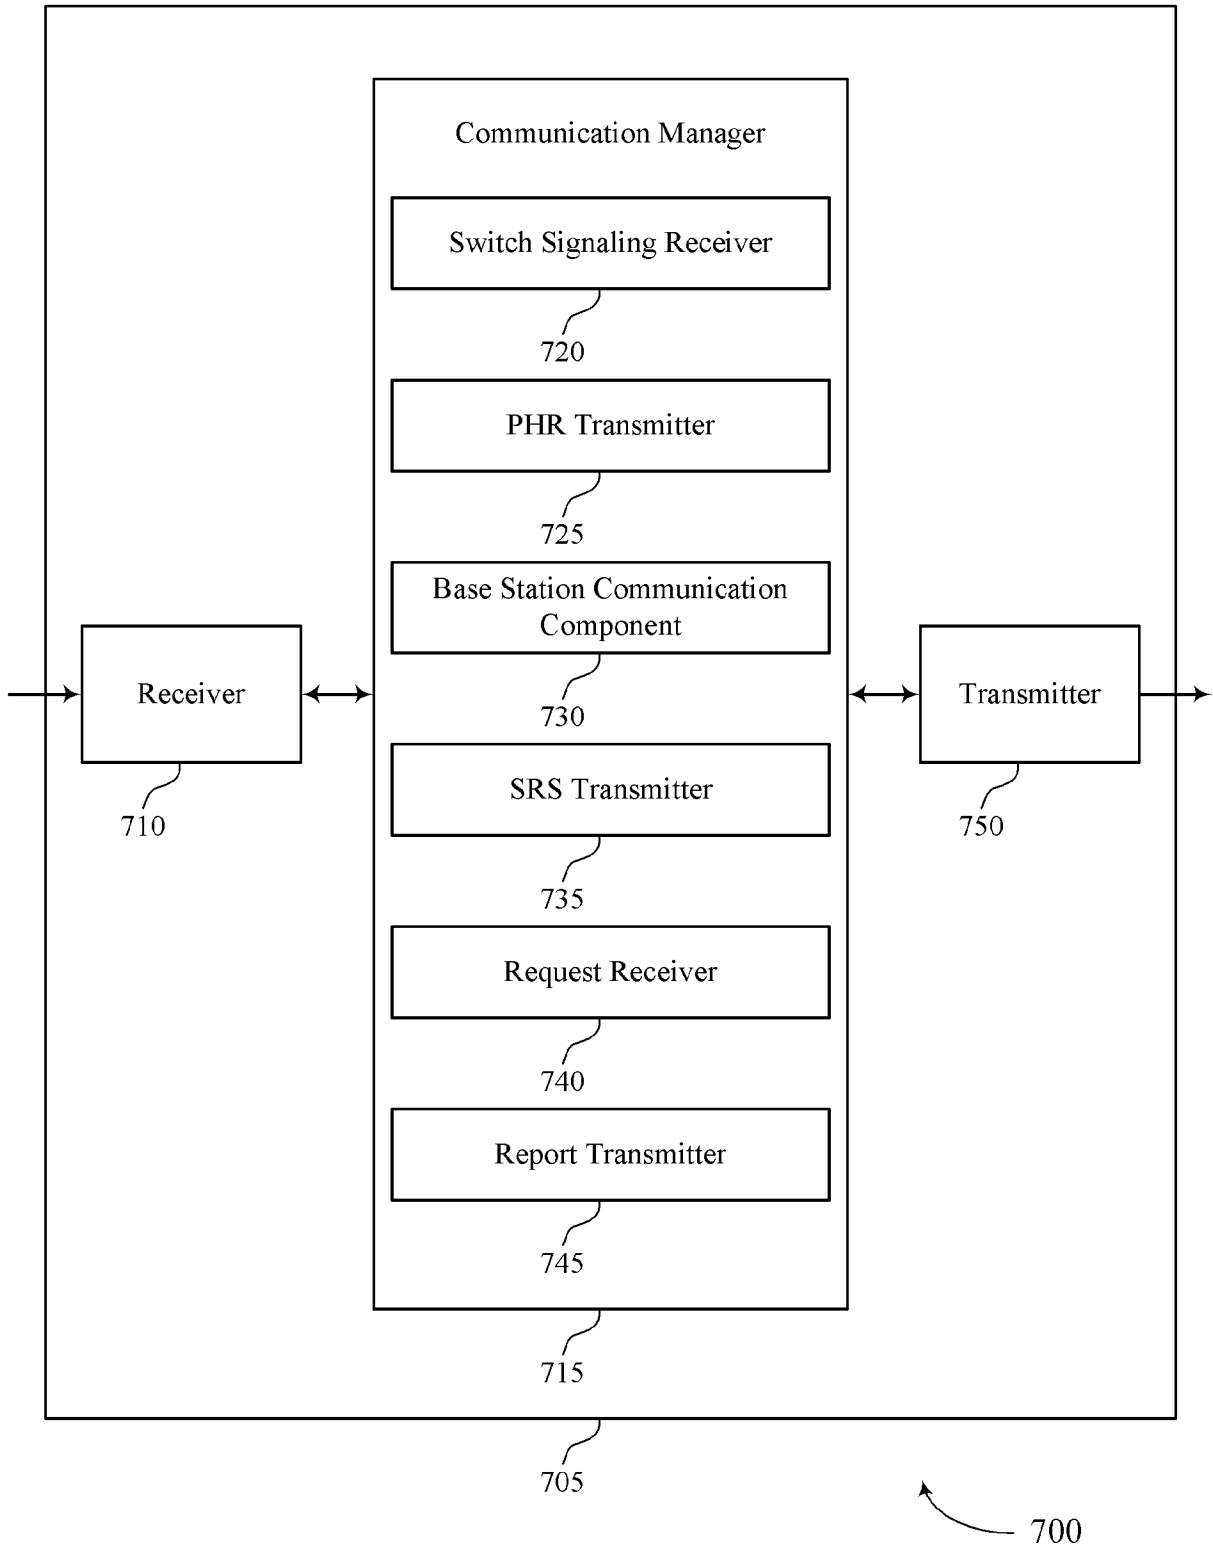 Communication Manager
Switch Signaling Receiver
720
PHR Transmitter
725
Base Station Communication
Component
730
Receiver
710
SRS Transmitter
735
Transmitter
750
Request Receiver
740
Report Transmitter
745
715
705
700